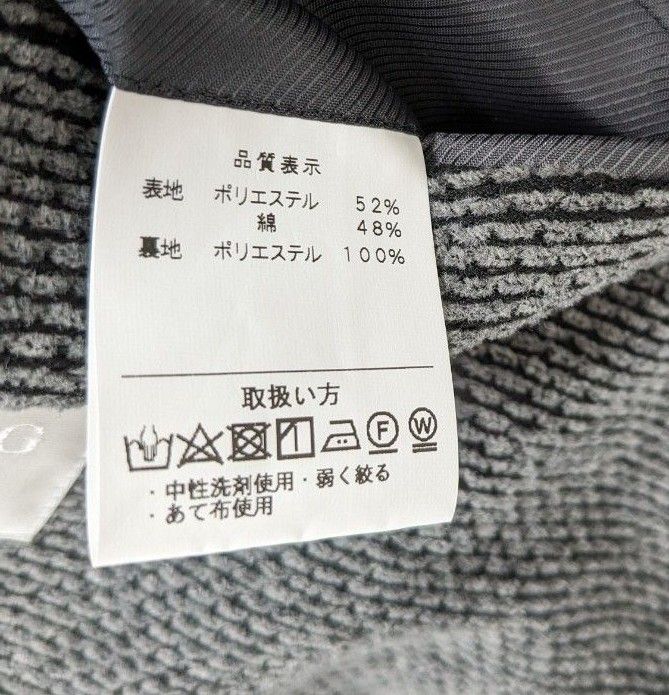 品質表示
表地 ポリエステル 52%
綿 48%
裏地 ポリエステル 100%
取扱い方
F W
・中性洗剤使用・弱く絞る
・あて布使用
G